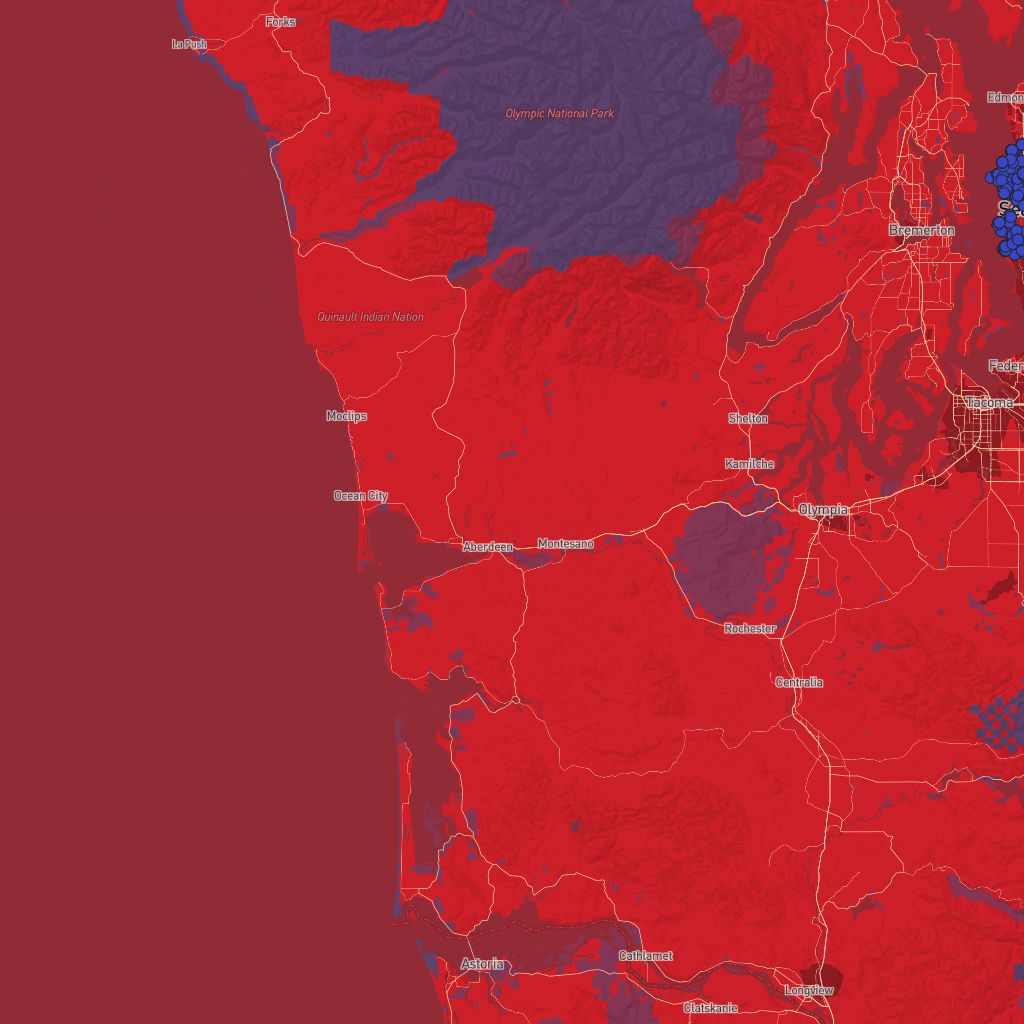 Forks
La Push
Edmon
Olympic National Park
Bremerton
Quinault Indian Nation
Feder
Tacoma
Moclips
Shelton
Kamilche
Ocean City
Olympia
Aberdeen
Montesano
Rochester
Centralia
Cathlamet
Astoria
Longview
Clatskanie